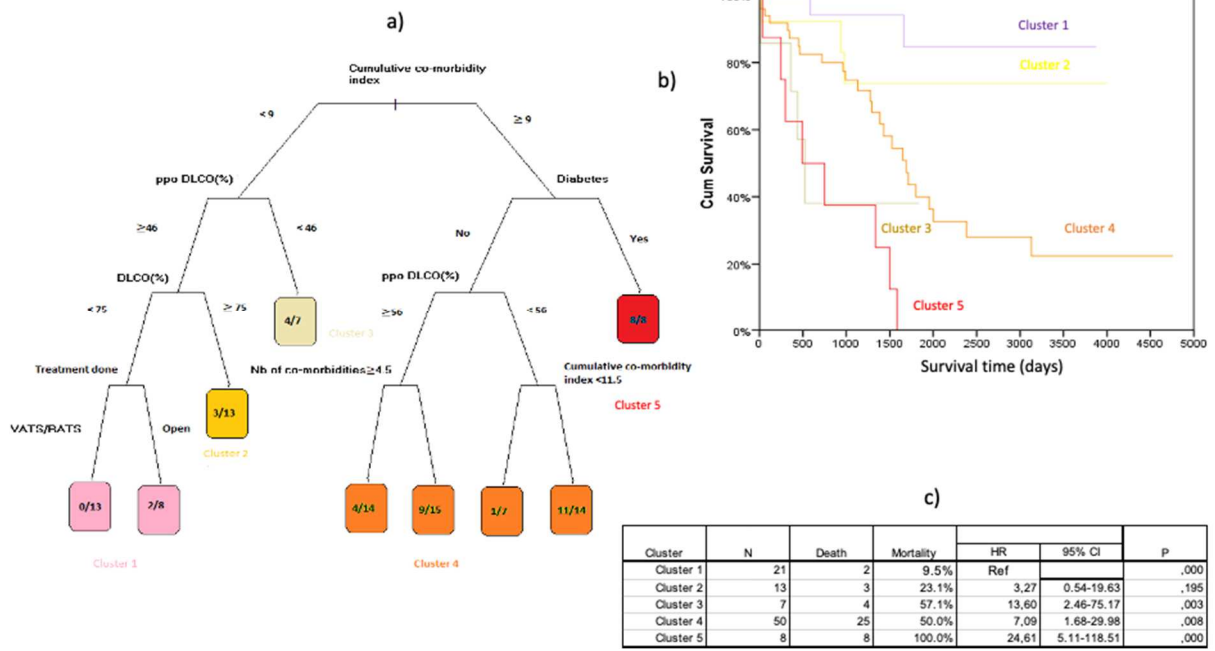 a)
Cumulative co-morbidity
index
< 9
≥ 9
ppo DLCO(%)
Diabetes
≥46
< 46
No
Yes
DLCO(%)
ppo DLCO(%)
< 75
≥ 75
4/7
Cluster 3
≥56
< 56
8/8
Treatment done
Nb of co-morbidities≥4.5
Cumulative co-morbidity
index <11.5
Cluster 5
VATS/RATS
Open
3/13
Cluster 2
0/13
2/8
4/14
9/15
1/7
11/14
Cluster 1
Cluster 4
b)
Cum Survival
80%
60%
40%
20%
0%
Cluster 1
Cluster 2
Cluster 3
Cluster 4
Cluster 5
0 500 1000 1500 2000 2500 3000 3500 4000 4500 5000
Survival time (days)
c)
Cluster N Death Mortality HR 95% CI P
Cluster 1 21 2 9.5% Ref ,000
Cluster 2 13 3 23.1% 3,27 0.54-19.63 ,195
Cluster 3 7 4 57.1% 13,60 2.46-75.17 ,003
Cluster 4 50 25 50.0% 7,09 1.68-29.98 ,008
Cluster 5 8 8 100.0% 24,61 5.11-118.51 ,000